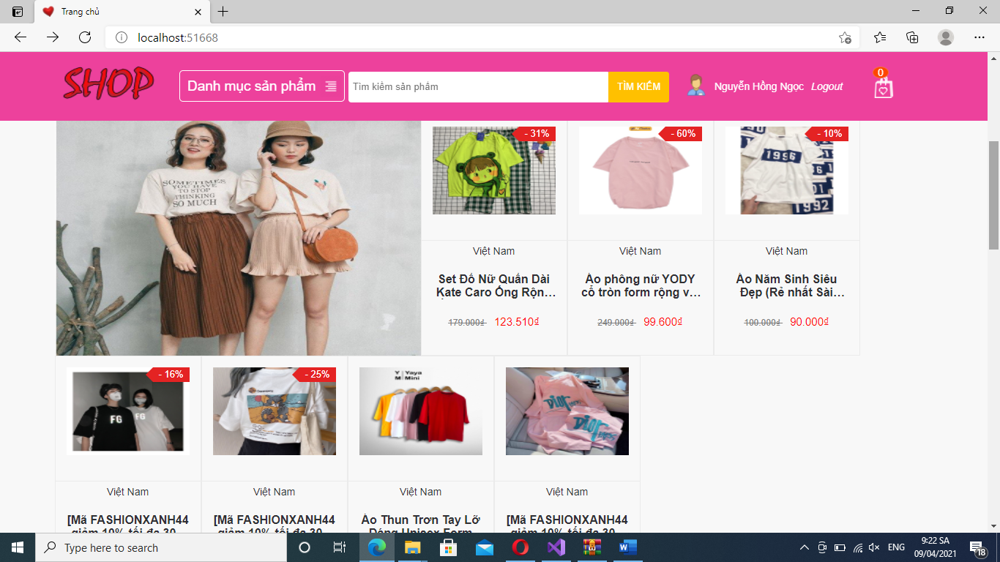 Trang chủ
localhost:51668
SHOP
Danh mục sản phẩm
Tìm kiếm sản phẩm
TÌM KIẾM
Nguyễn Hồng Ngọc Logout
0
SOMETIMES
YOU HAVE
TO STOP
THINKING
SO MUCH
- 31%
- 60%
- 10%
1996
1992
Việt Nam
Việt Nam
Việt Nam
Set Đồ Nữ Quần Dài
Kate Caro Ống Rộn…
Áo phông nữ YODY
cổ tròn form rộng v…
Áo Năm Sinh Siêu
Đẹp (Rẻ nhất Sài…
179.000₫ 123.510₫
249.000₫ 99.600₫
100.000₫ 90.000₫
- 16%
- 25%
FG
FG
Y | Yaya
M | Mini
Dior
Dior
Việt Nam
Việt Nam
Việt Nam
Việt Nam
[Mã FASHIONXANH44
giảm 10% tối đa 30
[Mã FASHIONXANH44
giảm 10% tối đa 30
Áo Thun Trơn Tay Lỡ
Dáng Unisex Form
[Mã FASHIONXANH44
giảm 10% tối đa 30
Type here to search
ENG
9:22 SA
09/04/2021
18